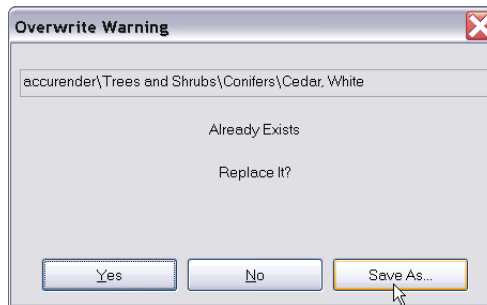 Overwrite Warning
accurender\Trees and Shrubs\Conifers\Cedar, White
Already Exists
Replace It?
Yes No Save As...